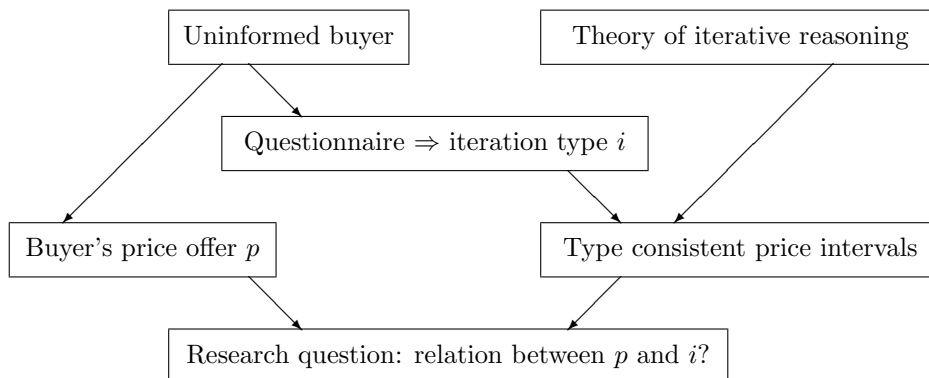 Uninformed buyer
Theory of iterative reasoning
Questionnaire ⇒ iteration type i
Buyer's price offer p
Type consistent price intervals
Research question: relation between p and i?